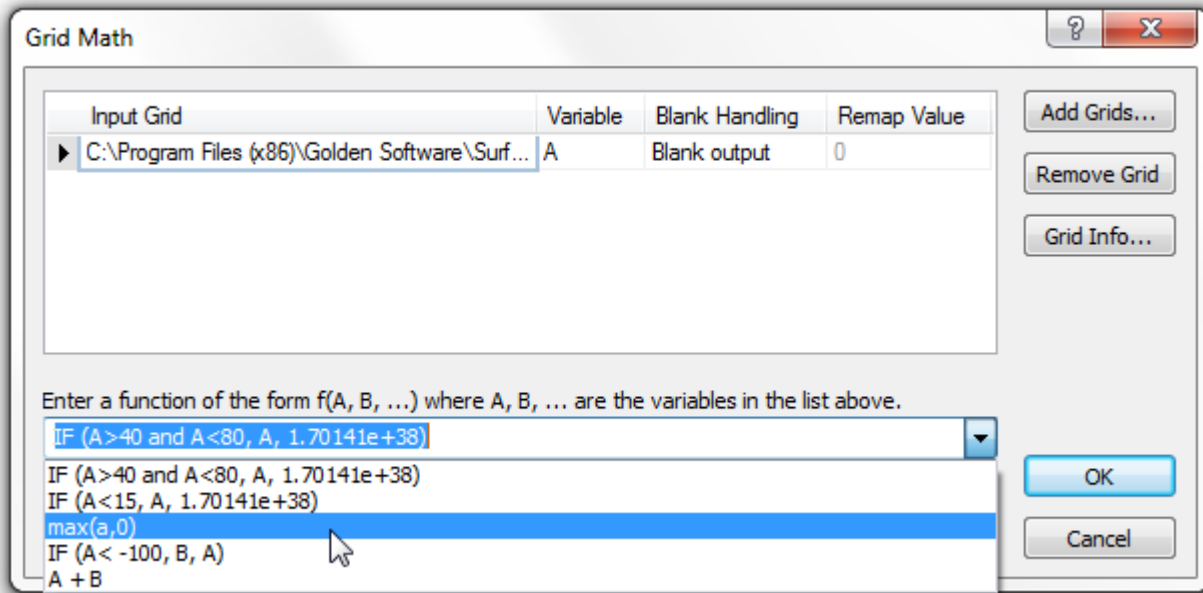 Grid Math
?
Input Grid Variable Blank Handling Remap Value
C:\Program Files (x86)\Golden Software\Surf... A Blank output 0
Add Grids...
Remove Grid
Grid Info...
Enter a function of the form f(A, B, ...) where A, B, ... are the variables in the list above.
IF (A>40 and A<80, A, 1.70141e+38)
IF (A>40 and A<80, A, 1.70141e+38)
IF (A<15, A, 1.70141e+38)
max(a,0)
IF (A< -100, B, A)
A + B
OK
Cancel